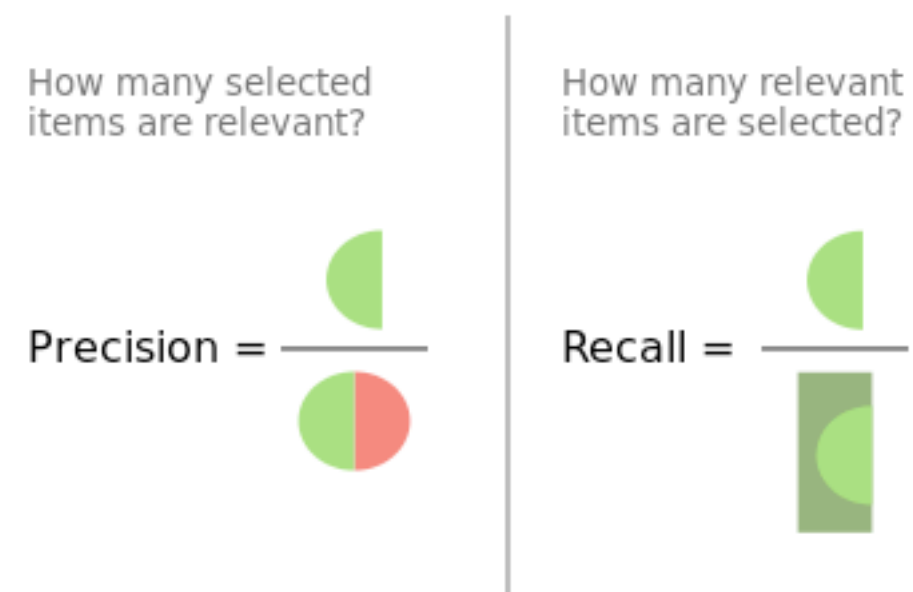 How many selected
items are relevant?
Precision =
How many relevant
items are selected?
Recall =